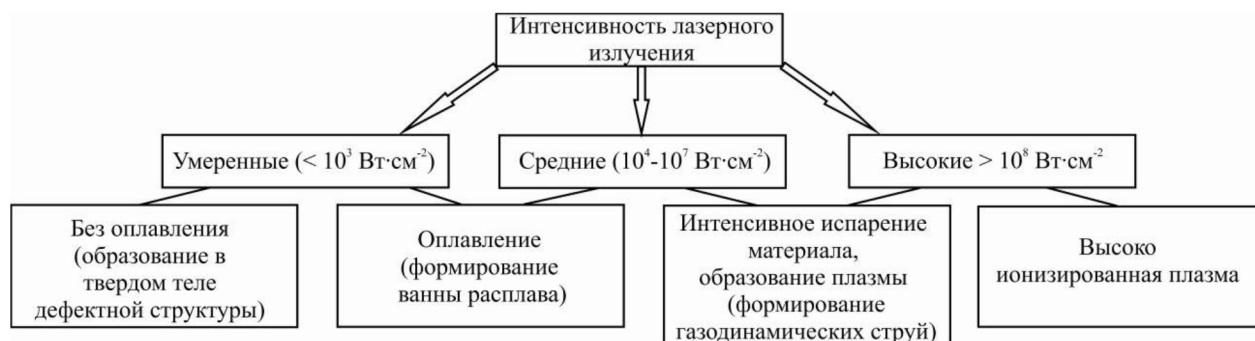 Интенсивность лазерного
излучения
Умеренные (< 10³ Вт·см⁻²)
Средние (10⁴-10⁷ Вт·см⁻²)
Высокие > 10⁸ Вт·см⁻²
Без оплавления
(образование в
твердом теле
дефектной структуры)
Оплавление
(формирование
ванны расплава)
Интенсивное испарение
материала,
образование плазмы
(формирование
газодинамических струй)
Высоко
ионизированная плазма